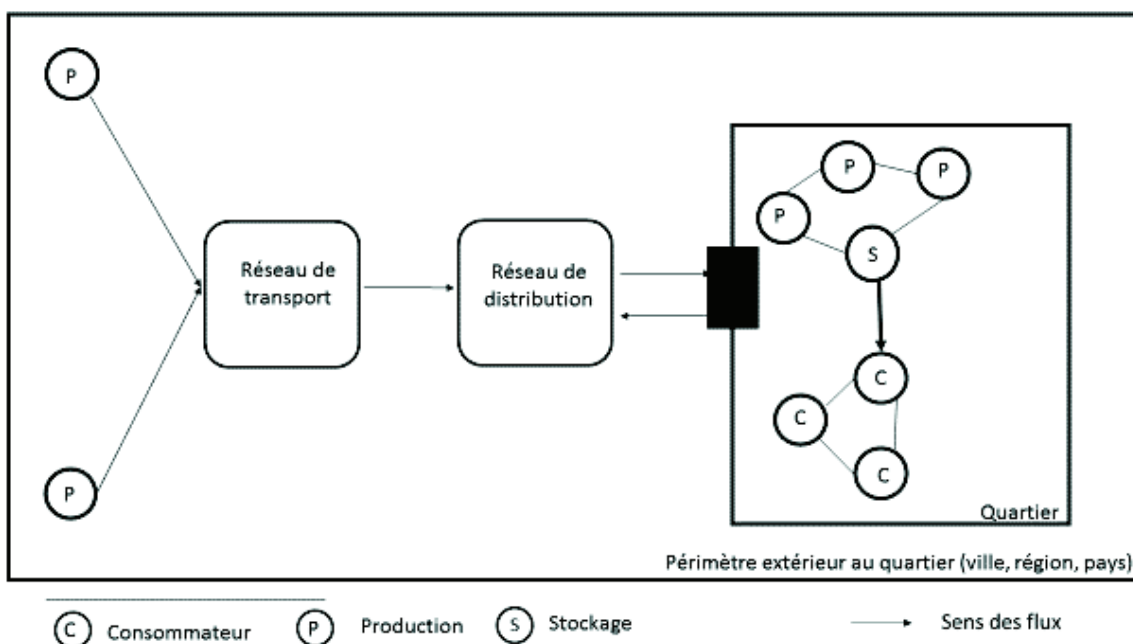 P
P
P
P
Réseau de
transport
Réseau de
distribution
S
C
C
C
P
Quartier
Périmètre extérieur au quartier (ville, région, pays)
C Consommateur P Production S Stockage Sens des flux